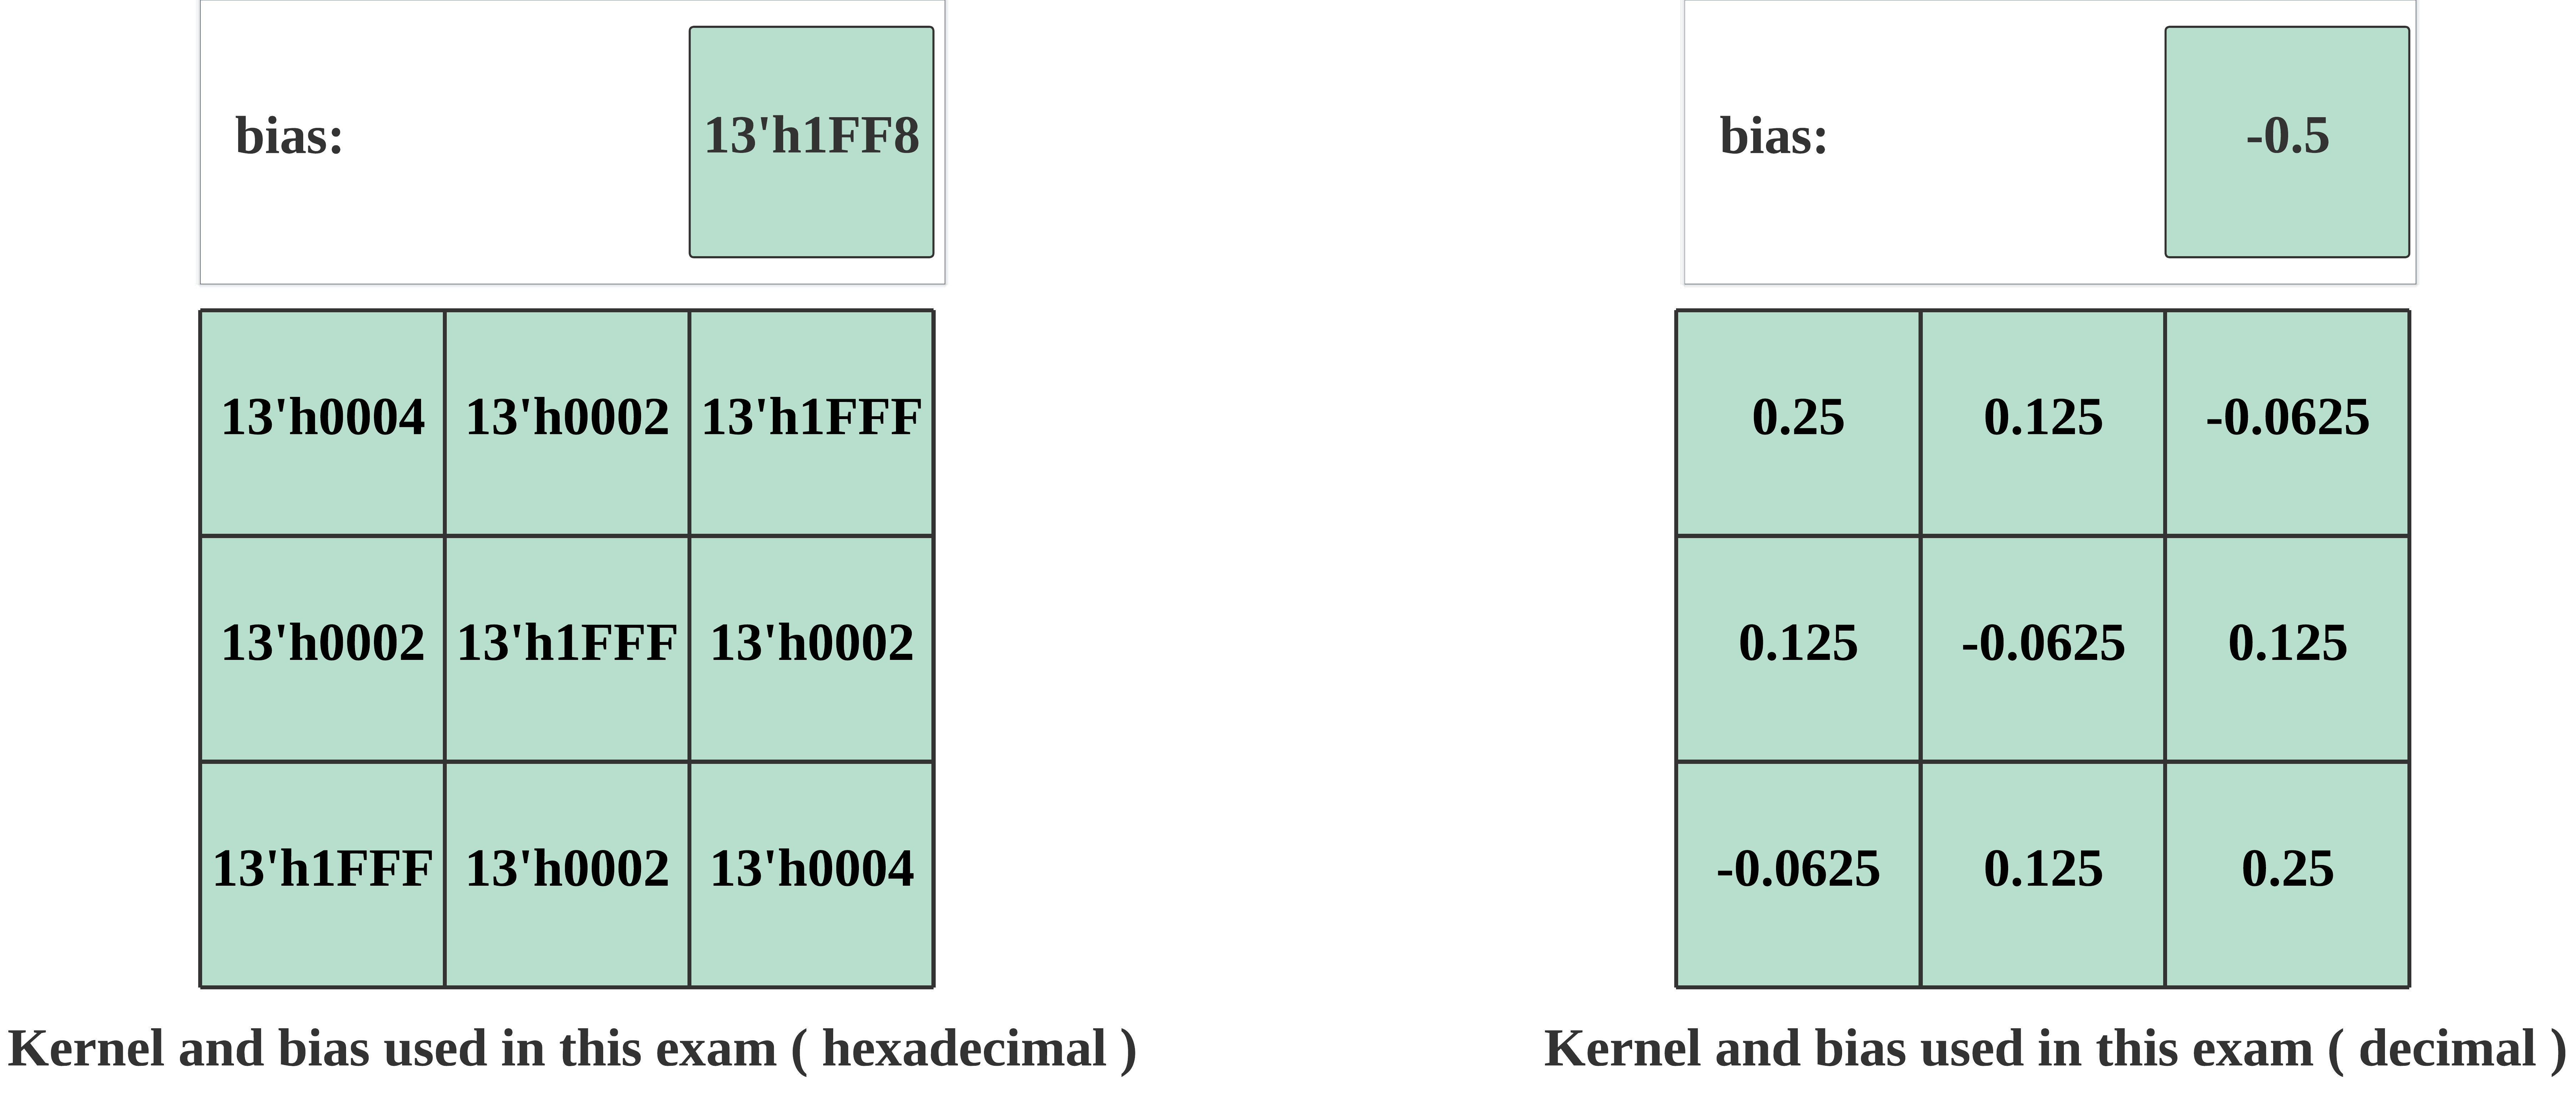 bias: 13'h1FF8
bias: -0.5
13'h0004 13'h0002 13'h1FFF
13'h0002 13'h1FFF 13'h0002
13'h1FFF 13'h0002 13'h0004
Kernel and bias used in this exam ( hexadecimal )
0.25 0.125 -0.0625
0.125 -0.0625 0.125
-0.0625 0.125 0.25
Kernel and bias used in this exam ( decimal )